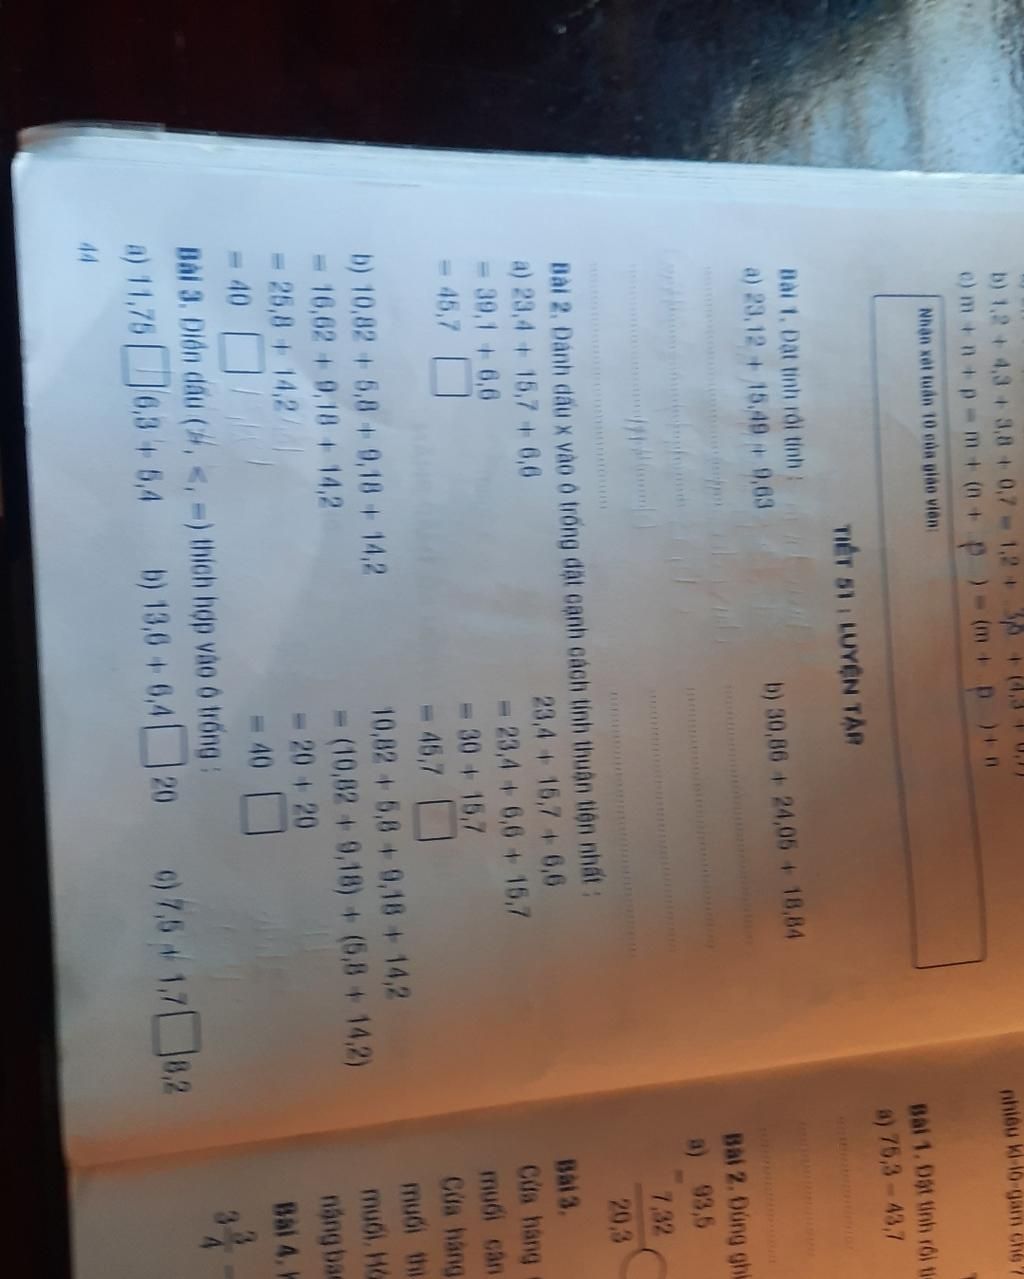 b) 1,2 + 4,3 + 3,8 + 0,7 = 1,2 + 3,8 + (4,3 + 0,7)
c) m + n + p = m + (n + p ) = (m + p ) + n
Nhận xét tuần 10 của giáo viên:
TIẾT 51 : LUYỆN TẬP
Bài 1. Đặt tính rồi tính :
a) 23,12 + 15,49 + 9,63 b) 30,86 + 24,05 + 18,84
Bài 2. Đánh dấu x vào ô trống đặt cạnh cách tính thuận tiện nhất :
a) 23,4 + 15,7 + 6,6 23,4 + 15,7 + 6,6
= 39,1 + 6,6 = 23,4 + 6,6 + 15,7
= 45,7 = 30 + 15,7
= 45,7
b) 10,82 + 5,8 + 9,18 + 14,2 10,82 + 5,8 + 9,18 + 14,2
= 16,62 + 9,18 + 14,2 = (10,82 + 9,18) + (5,8 + 14,2)
= 25,8 + 14,2 = 20 + 20
= 40 = 40
Bài 3. Điền dấu (>, <, =) thích hợp vào ô trống :
a) 11,75 □ 6,3 + 5,4 b) 13,6 + 6,4 □ 20 c) 7,5 + 1,7 □ 8,2
44
nhiêu ki-lô-gam chè
Bài 1. Đặt tính rồi
a) 75,3 – 43,7
Bài 2. Đúng ghi
a) 93,5
– 7,32
20,3
Bài 3.
Cửa hàng
muối cân
Cửa hàng
muối thì
muối. Hỏ
nặng ba
Bài 4.
3 3/4 –